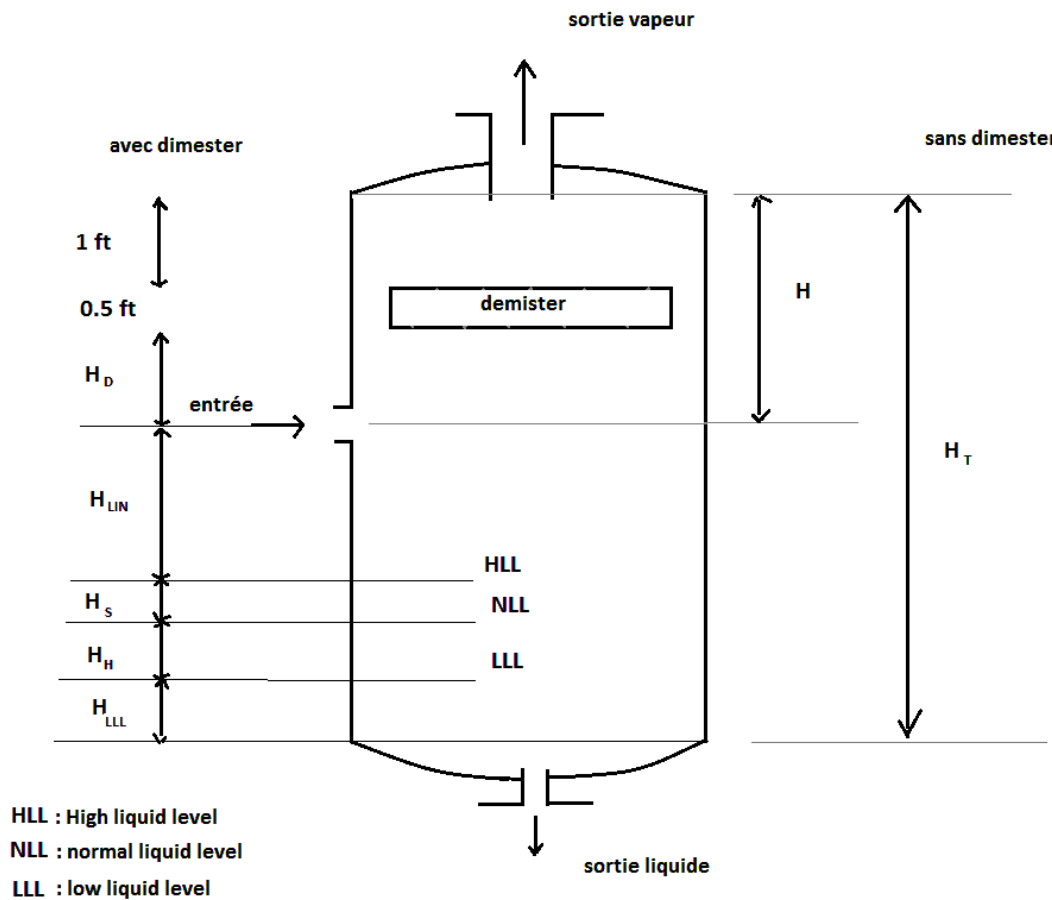 sortie vapeur
avec dimester
sans dimester
1 ft
0.5 ft
demister
H
H D
entrée
H T
H LIN
HLL
H S
NLL
H H
LLL
H LLL
HLL : High liquid level
NLL : normal liquid level
sortie liquide
LLL : low liquid level